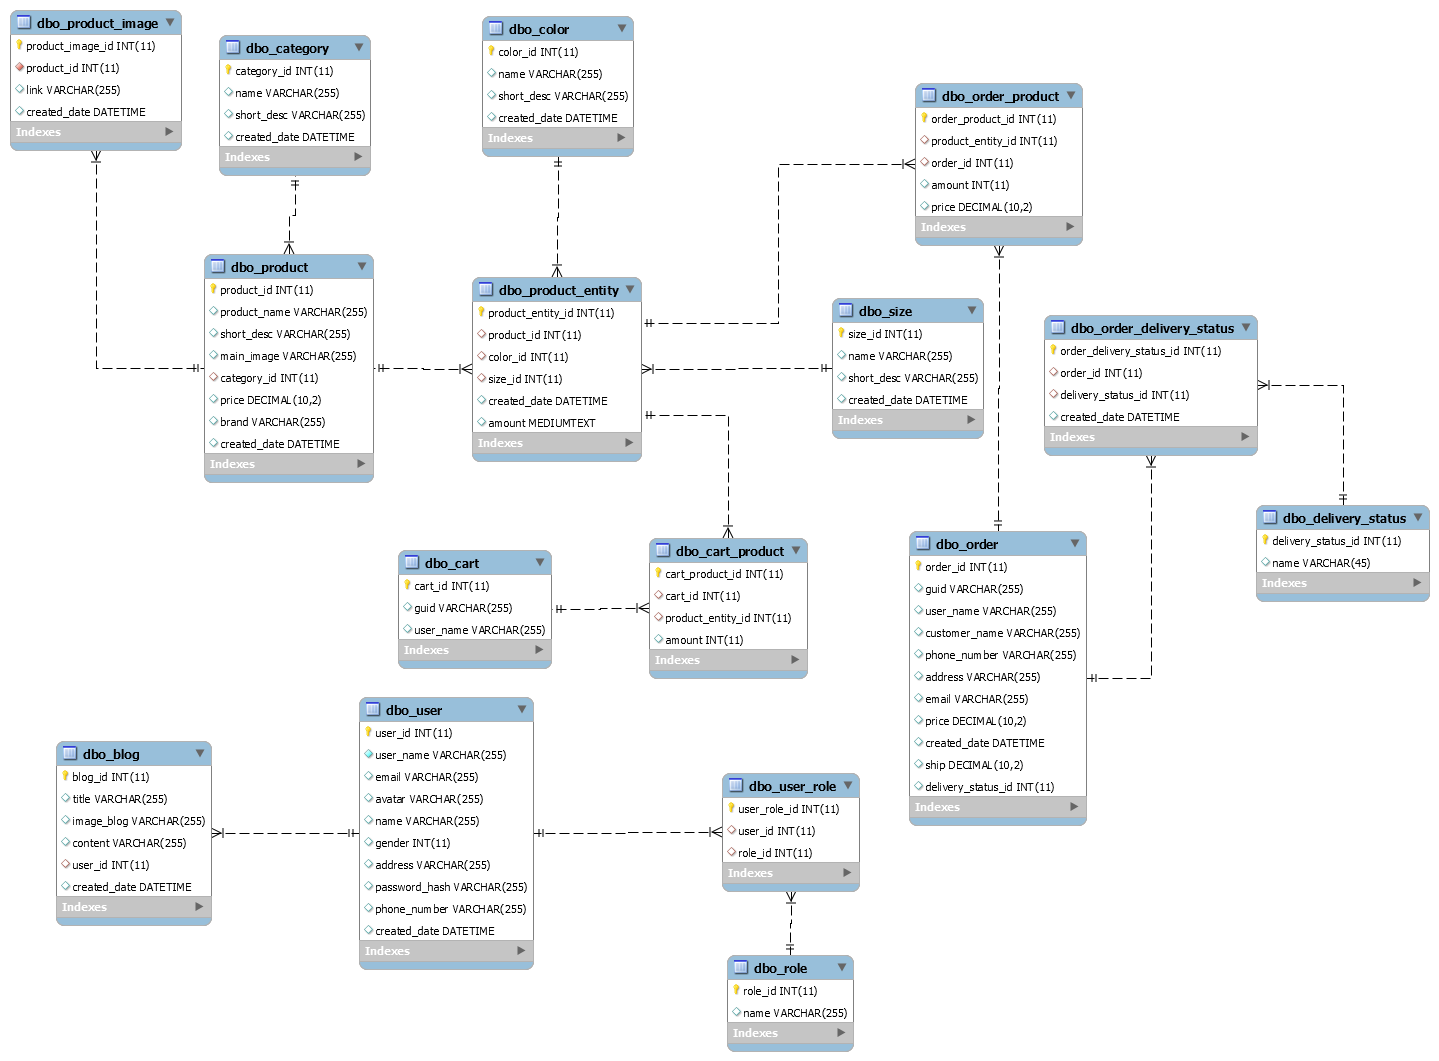 dbo_product_image
product_image_id INT(11)
product_id INT(11)
link VARCHAR(255)
created_date DATETIME
Indexes
dbo_category
category_id INT(11)
name VARCHAR(255)
short_desc VARCHAR(255)
created_date DATETIME
Indexes
dbo_color
color_id INT(11)
name VARCHAR(255)
short_desc VARCHAR(255)
created_date DATETIME
Indexes
dbo_order_product
order_product_id INT(11)
product_entity_id INT(11)
order_id INT(11)
amount INT(11)
price DECIMAL(10,2)
Indexes
dbo_product
product_id INT(11)
product_name VARCHAR(255)
short_desc VARCHAR(255)
main_image VARCHAR(255)
category_id INT(11)
price DECIMAL(10,2)
brand VARCHAR(255)
created_date DATETIME
Indexes
dbo_product_entity
product_entity_id INT(11)
product_id INT(11)
color_id INT(11)
size_id INT(11)
created_date DATETIME
amount MEDIUMTEXT
Indexes
dbo_size
size_id INT(11)
name VARCHAR(255)
short_desc VARCHAR(255)
created_date DATETIME
Indexes
dbo_order_delivery_status
order_delivery_status_id INT(11)
order_id INT(11)
delivery_status_id INT(11)
created_date DATETIME
Indexes
dbo_delivery_status
delivery_status_id INT(11)
name VARCHAR(45)
Indexes
dbo_cart
cart_id INT(11)
guid VARCHAR(255)
user_name VARCHAR(255)
Indexes
dbo_cart_product
cart_product_id INT(11)
cart_id INT(11)
product_entity_id INT(11)
amount INT(11)
Indexes
dbo_order
order_id INT(11)
guid VARCHAR(255)
user_name VARCHAR(255)
customer_name VARCHAR(255)
phone_number VARCHAR(255)
address VARCHAR(255)
email VARCHAR(255)
price DECIMAL(10,2)
created_date DATETIME
ship DECIMAL(10,2)
delivery_status_id INT(11)
Indexes
dbo_blog
blog_id INT(11)
title VARCHAR(255)
image_blog VARCHAR(255)
content VARCHAR(255)
user_id INT(11)
created_date DATETIME
Indexes
dbo_user
user_id INT(11)
user_name VARCHAR(255)
email VARCHAR(255)
avatar VARCHAR(255)
name VARCHAR(255)
gender INT(11)
address VARCHAR(255)
password_hash VARCHAR(255)
phone_number VARCHAR(255)
created_date DATETIME
Indexes
dbo_user_role
user_role_id INT(11)
user_id INT(11)
role_id INT(11)
Indexes
dbo_role
role_id INT(11)
name VARCHAR(255)
Indexes